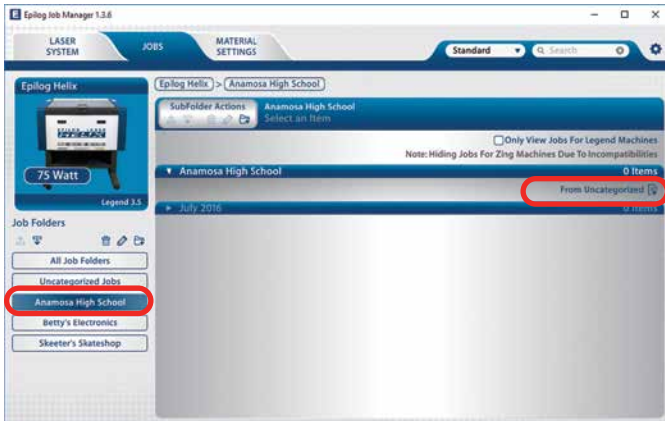 Epilog Job Manager 1.3.6
LASER SYSTEM
JOBS
MATERIAL SETTINGS
Standard
Search
Epilog Helix
75 Watt
Legend 3.5
Job Folders
All Job Folders
Uncategorized Jobs
Anamosa High School
Betty's Electronics
Skeeter's Skateshop
Epilog Helix > Anamosa High School
SubFolder Actions
Anamosa High School
Select an Item
Only View Jobs For Legend Machines
Note: Hiding Jobs For Zing Machines Due To Incompatibilities
Anamosa High School 0 Items
From Uncategorized
July 2016 0 Items